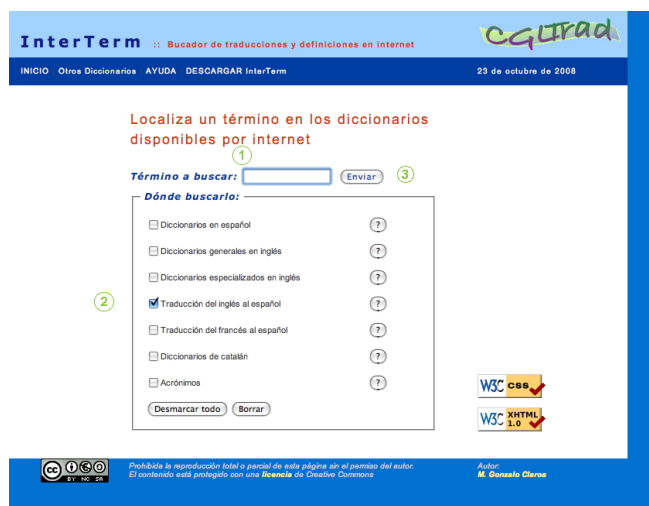 InterTerm :: Bucador de traducciones y definiciones en internet
CGLTrad
INICIO Otros Diccionarios AYUDA DESCARGAR InterTerm 23 de octubre de 2008
Localiza un término en los diccionarios
disponibles por internet
1
Término a buscar: Enviar 3
Dónde buscarlo:
Diccionarios en español ?
Diccionarios generales en inglés ?
Diccionarios especializados en inglés ?
2 Traducción del inglés al español ?
Traducción del francés al español ?
Diccionarios de catalán ?
Acrónimos ?
Desmarcar todo Borrar
W3C css
W3C XHTML 1.0
cc BY NC SA
Prohibida la reproducción total o parcial de esta página sin el permiso del autor. Autor:
El contenido está protegido con una licencia de Creative Commons M. Gonzalo Claros